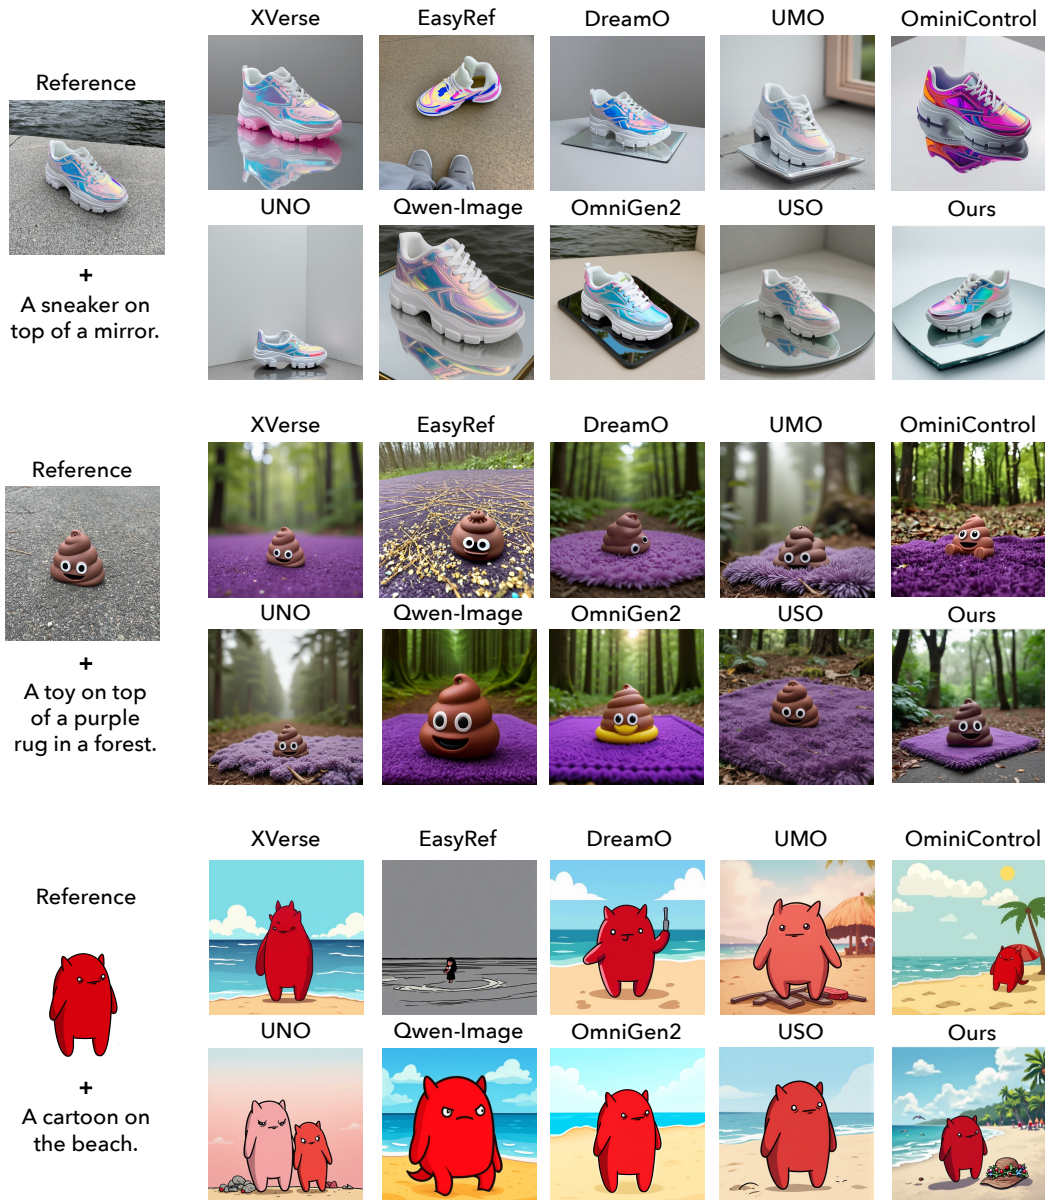 XVerse
EasyRef
DreamO
UMO
OminiControl
Reference
UNO
Qwen-Image
OmniGen2
USO
Ours
+
A sneaker on
top of a mirror.
XVerse
EasyRef
DreamO
UMO
OminiControl
Reference
UNO
Qwen-Image
OmniGen2
USO
Ours
+
A toy on top
of a purple
rug in a forest.
XVerse
EasyRef
DreamO
UMO
OminiControl
Reference
UNO
Qwen-Image
OmniGen2
USO
Ours
+
A cartoon on
the beach.